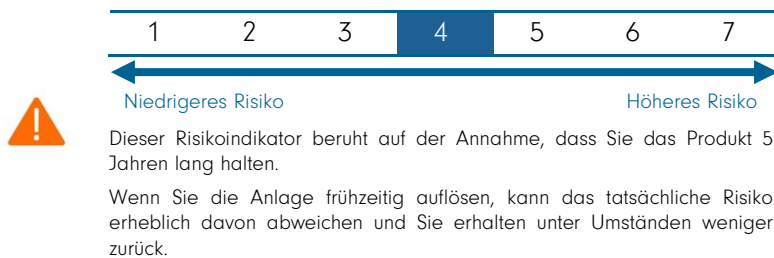 1 2 3 4 5 6 7
Niedrigeres Risiko Höheres Risiko
Dieser Risikoindikator beruht auf der Annahme, dass Sie das Produkt 5
Jahren lang halten.
Wenn Sie die Anlage frühzeitig auflösen, kann das tatsächliche Risiko
erheblich davon abweichen und Sie erhalten unter Umständen weniger
zurück.